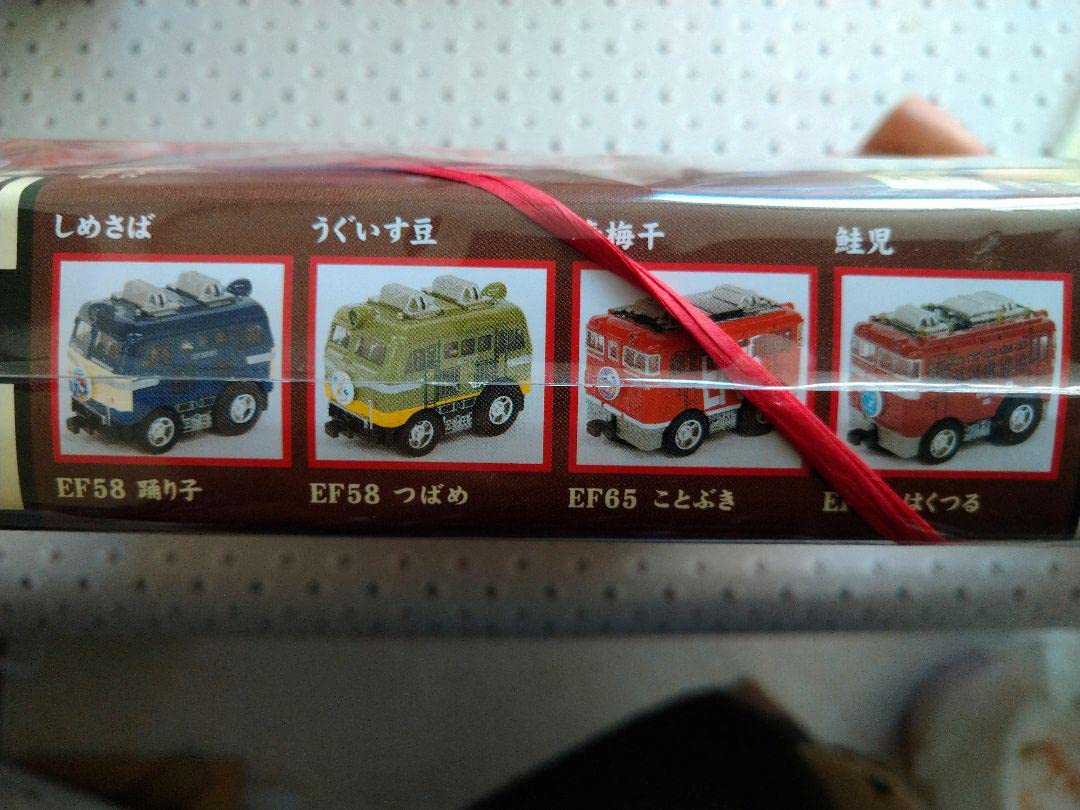 しめさば
うぐいす豆
梅干
鮭児
EF58 踊り子
EF58 つばめ
EF65 ことぶき
はくつる